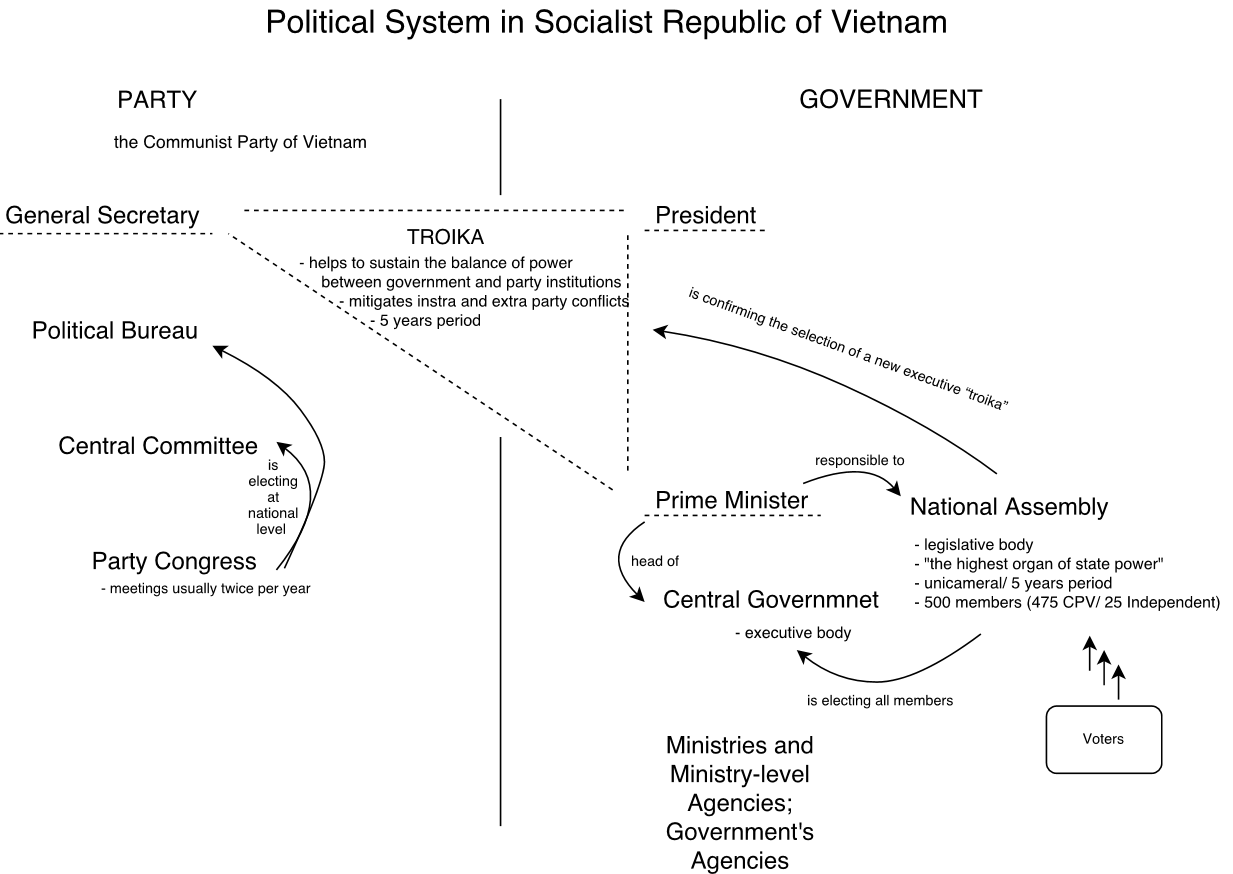 Political System in Socialist Republic of Vietnam
PARTY
GOVERNMENT
the Communist Party of Vietnam
General Secretary
President
TROIKA
- helps to sustain the balance of power
between government and party institutions
- mitigates instra and extra party conflicts
- 5 years period
is confirming the selection of a new executive “troika”
Political Bureau
Central Committee
is
electing
at
national
level
Party Congress
- meetings usually twice per year
responsible to
Prime Minister
National Assembly
- legislative body
- "the highest organ of state power"
- unicameral/ 5 years period
- 500 members (475 CPV/ 25 Independent)
head of
Central Governmnet
- executive body
is electing all members
Voters
Ministries and
Ministry-level
Agencies;
Government's
Agencies